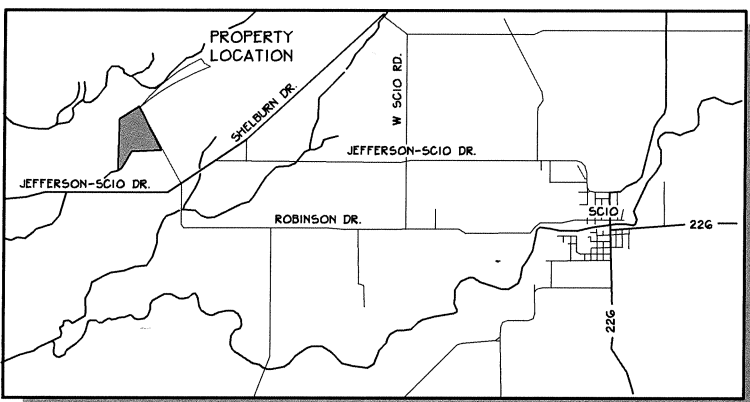 PROPERTY
LOCATION
W SCIO RD.
SHELBURN DR.
JEFFERSON-SCIO DR.
JEFFERSON-SCIO DR.
SCIO
ROBINSON DR.
226
226